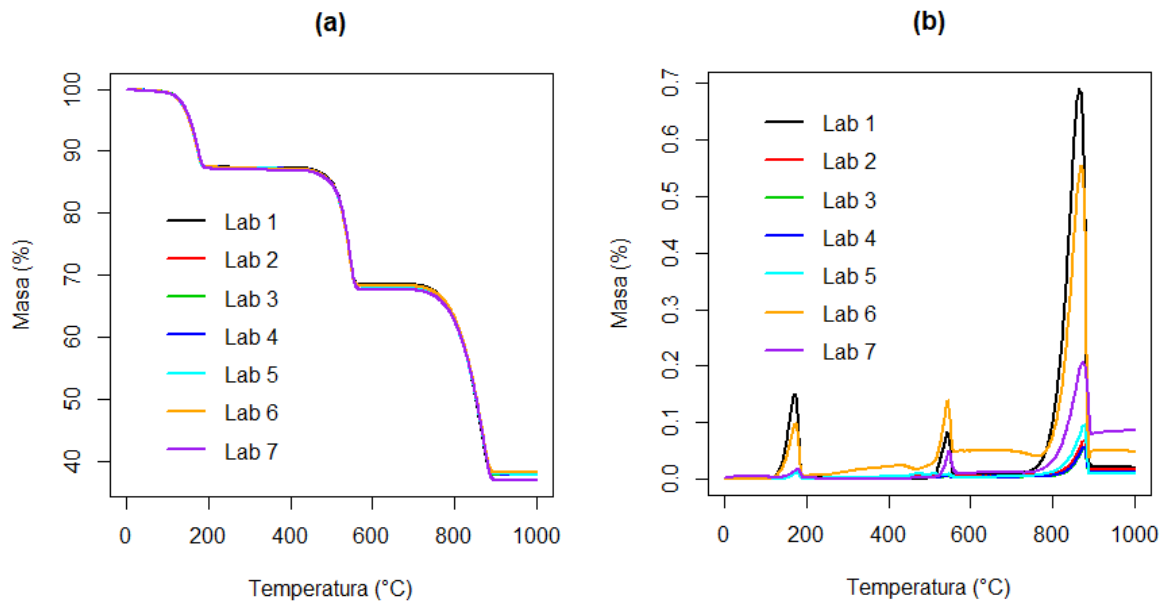 (a)
Masa (%)
100
90
80
70
60
50
40
Lab 1
Lab 2
Lab 3
Lab 4
Lab 5
Lab 6
Lab 7
0 200 400 600 800 1000
Temperatura (°C)
(b)
Masa (%)
0.7
0.6
0.5
0.4
0.3
0.2
0.1
0.0
Lab 1
Lab 2
Lab 3
Lab 4
Lab 5
Lab 6
Lab 7
0 200 400 600 800 1000
Temperatura (°C)